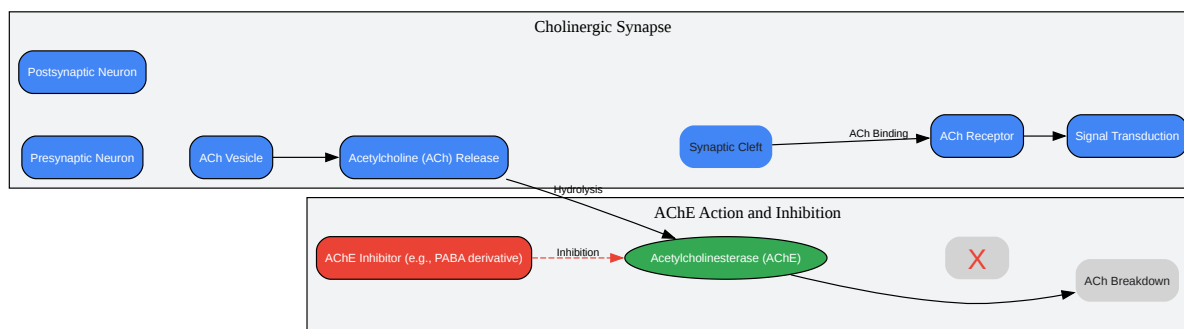 Cholinergic Synapse
Postsynaptic Neuron
Presynaptic Neuron
ACh Vesicle
Acetylcholine (ACh) Release
Synaptic Cleft
ACh Binding
ACh Receptor
Signal Transduction
Hydrolysis
AChE Action and Inhibition
AChE Inhibitor (e.g., PABA derivative)
Inhibition
Acetylcholinesterase (AChE)
X
ACh Breakdown